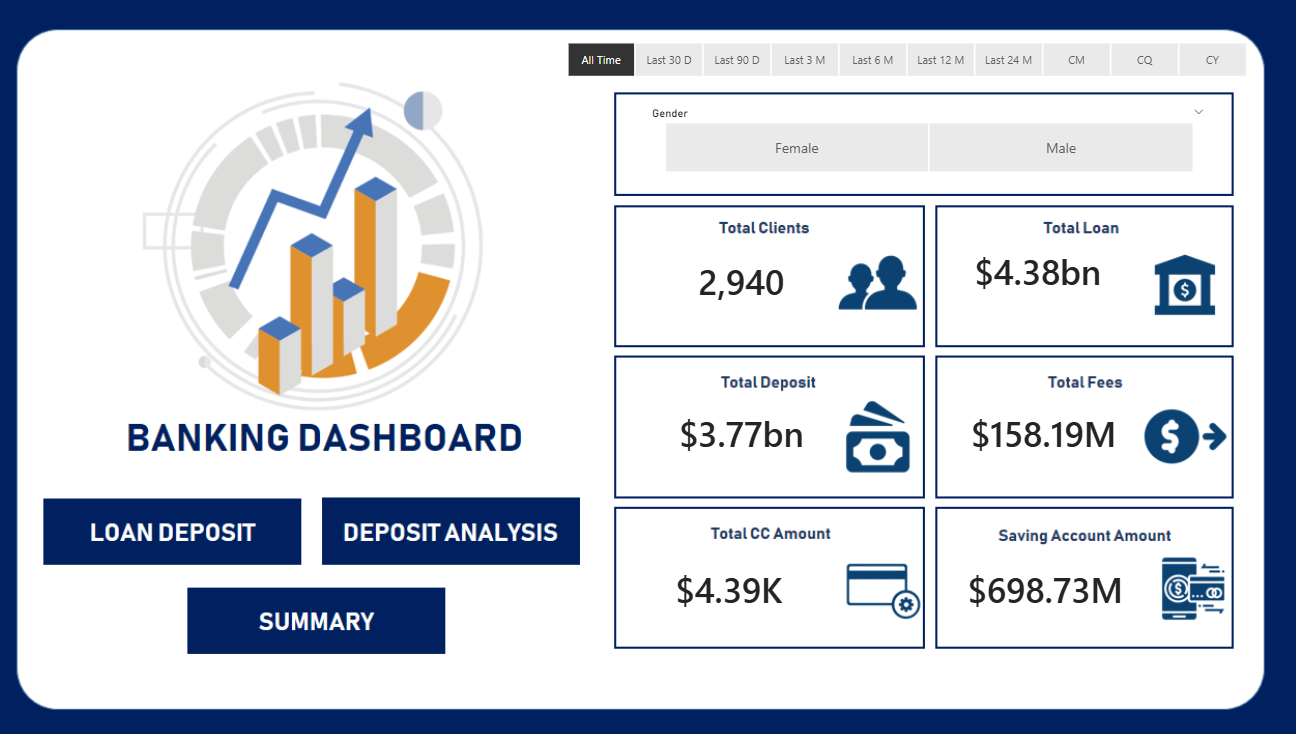 All Time Last 30 D Last 90 D Last 3 M Last 6 M Last 12 M Last 24 M CM CQ CY
Gender
Female Male
Total Clients
2,940
Total Loan
$4.38bn
Total Deposit
$3.77bn
Total Fees
$158.19M
Total CC Amount
$4.39K
Saving Account Amount
$698.73M
BANKING DASHBOARD
LOAN DEPOSIT
DEPOSIT ANALYSIS
SUMMARY